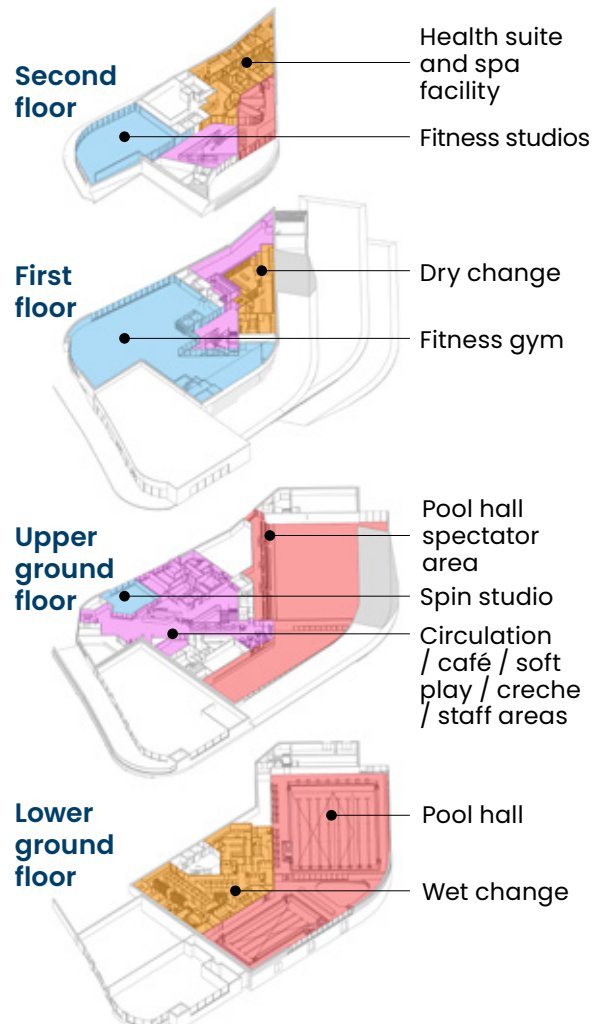 Second
floor
Health suite
and spa
facility
Fitness studios
First
floor
Dry change
Fitness gym
Upper
ground
floor
Pool hall
spectator
area
Spin studio
Circulation
/ café / soft
play / creche
/ staff areas
Lower
ground
floor
Pool hall
Wet change